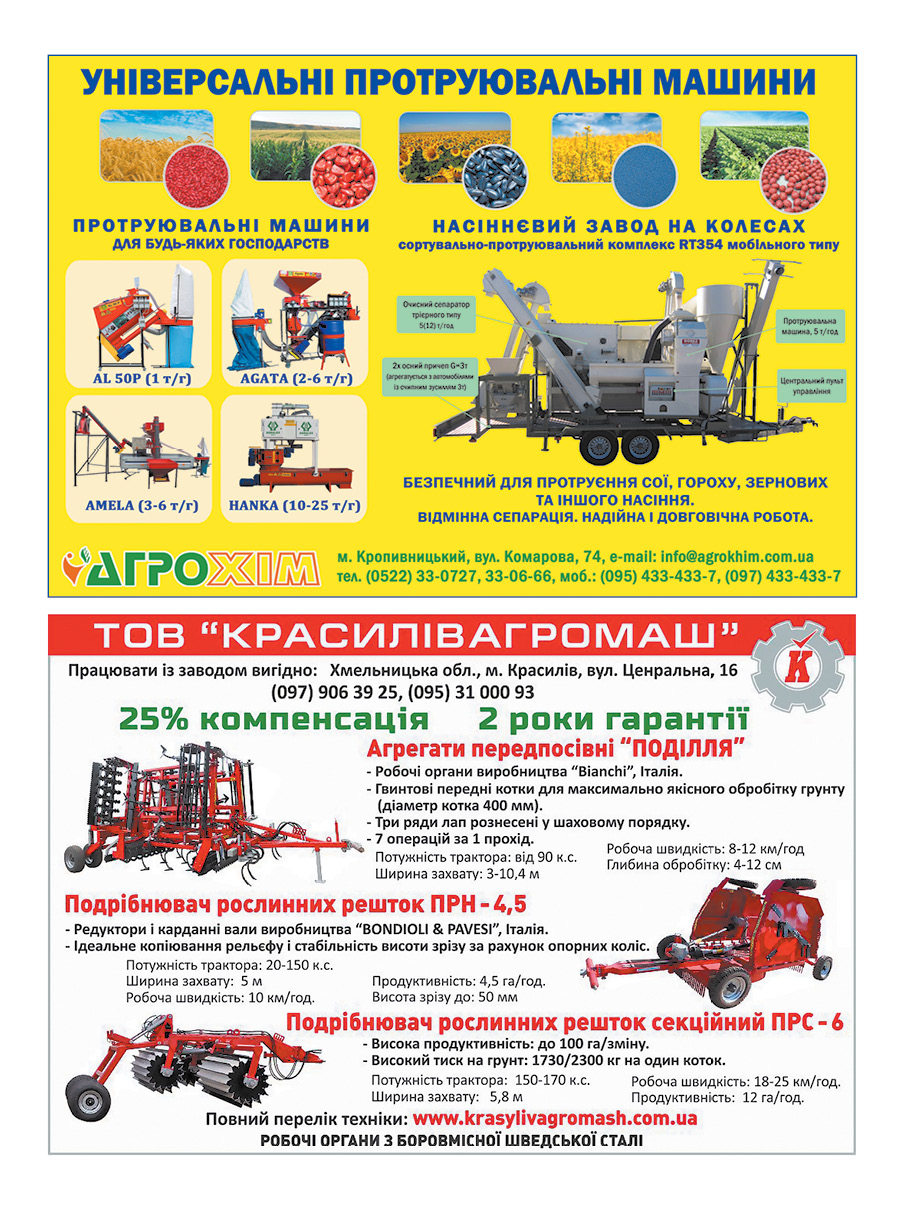 УНІВЕРСАЛЬНІ ПРОТРУЮВАЛЬНІ МАШИНИ
ПРОТРУЮВАЛЬНІ МАШИНИ
ДЛЯ БУДЬ-ЯКИХ ГОСПОДАРСТВ
AL 50P (1 т/г)
AGATA (2-6 т/г)
AMELA (3-6 т/г)
HANKA (10-25 т/г)
НАСІННЄВИЙ ЗАВОД НА КОЛЕСАХ
сортувально-протруювальний комплекс RT354 мобільного типу
Очисний сепаратор
трієрного типу
5(12) т/год
2х осний причеп G=3т
(агрегатується з автомобілями
із счипним зусиллям 3т)
Протруювальна
машина, 5 т/год
Центральний пульт
управління
БЕЗПЕЧНИЙ ДЛЯ ПРОТРУЄННЯ СОЇ, ГОРОХУ, ЗЕРНОВИХ
ТА ІНШОГО НАСІННЯ.
ВІДМІННА СЕПАРАЦІЯ. НАДІЙНА І ДОВГОВІЧНА РОБОТА.
АГРОХІМ
м. Кропивницький, вул. Комарова, 74, e-mail: info@agrokhim.com.ua
тел. (0522) 33-0727, 33-06-66, моб.: (095) 433-433-7, (097) 433-433-7
ТОВ “КРАСИЛІВАГРОМАШ”
К
Працювати із заводом вигідно: Хмельницька обл., м. Красилів, вул. Ценральна, 16
(097) 906 39 25, (095) 31 000 93
25% компенсація 2 роки гарантії
Агрегати передпосівні “ПОДІЛЛЯ”
- Робочі органи виробництва “Bianchi”, Італія.
- Гвинтові передні котки для максимально якісного обробітку грунту
(діаметр котка 400 мм).
- Три ряди лап рознесені у шаховому порядку.
- 7 операцій за 1 прохід.
Потужність трактора: від 90 к.с.
Ширина захвату: 3-10,4 м
Робоча швидкість: 8-12 км/год
Глибина обробітку: 4-12 см
Подрібнювач рослинних решток ПРН - 4,5
- Редуктори і карданні вали виробництва “BONDIOLI & PAVESI”, Італія.
- Ідеальне копіювання рельєфу і стабільність висоти зрізу за рахунок опорних коліс.
Потужність трактора: 20-150 к.с.
Ширина захвату: 5 м
Робоча швидкість: 10 км/год.
Продуктивність: 4,5 га/год.
Висота зрізу до: 50 мм
Подрібнювач рослинних решток секційний ПРС - 6
- Висока продуктивність: до 100 га/зміну.
- Високий тиск на грунт: 1730/2300 кг на один коток.
Потужність трактора: 150-170 к.с.
Ширина захвату: 5,8 м
Робоча швидкість: 18-25 км/год.
Продуктивність: 12 га/год.
Повний перелік техніки: www.krasylivagromash.com.ua
РОБОЧІ ОРГАНИ З БОРОВМІСНОЇ ШВЕДСЬКОЇ СТАЛІ